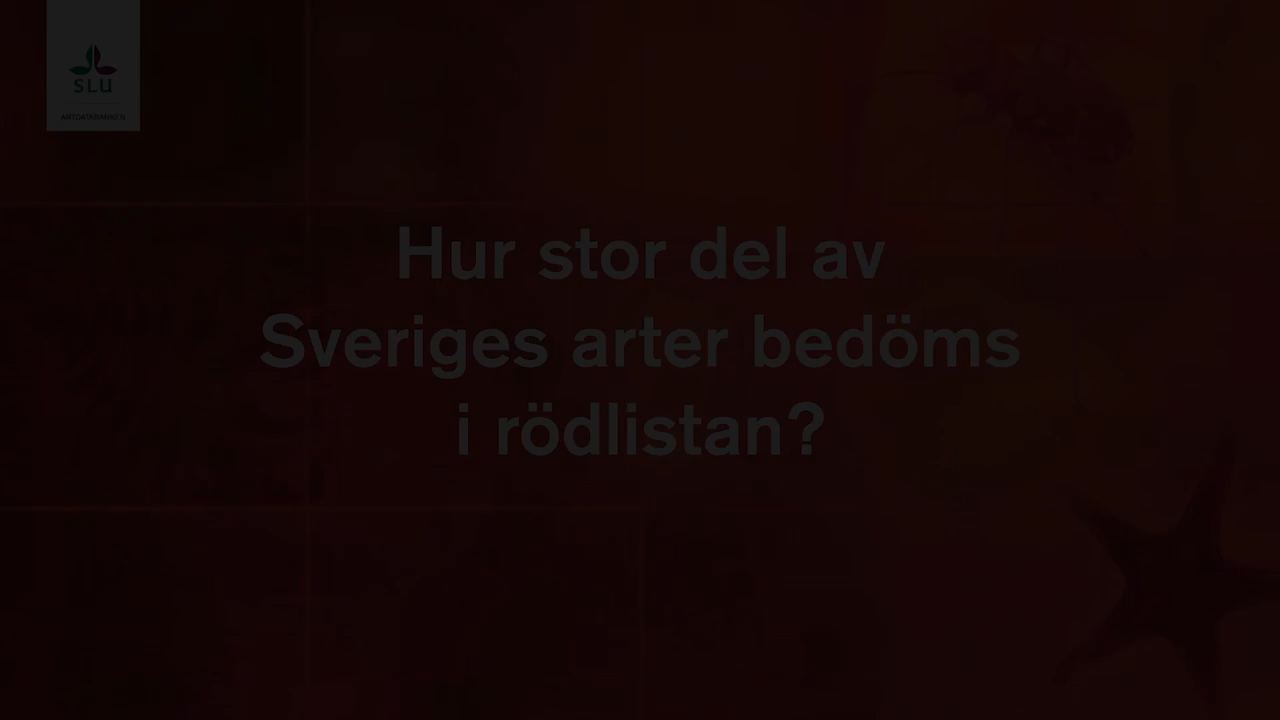 SLU
ARTDATABANKEN
Hur stor del av
Sveriges arter bedöms
i rödlistan?